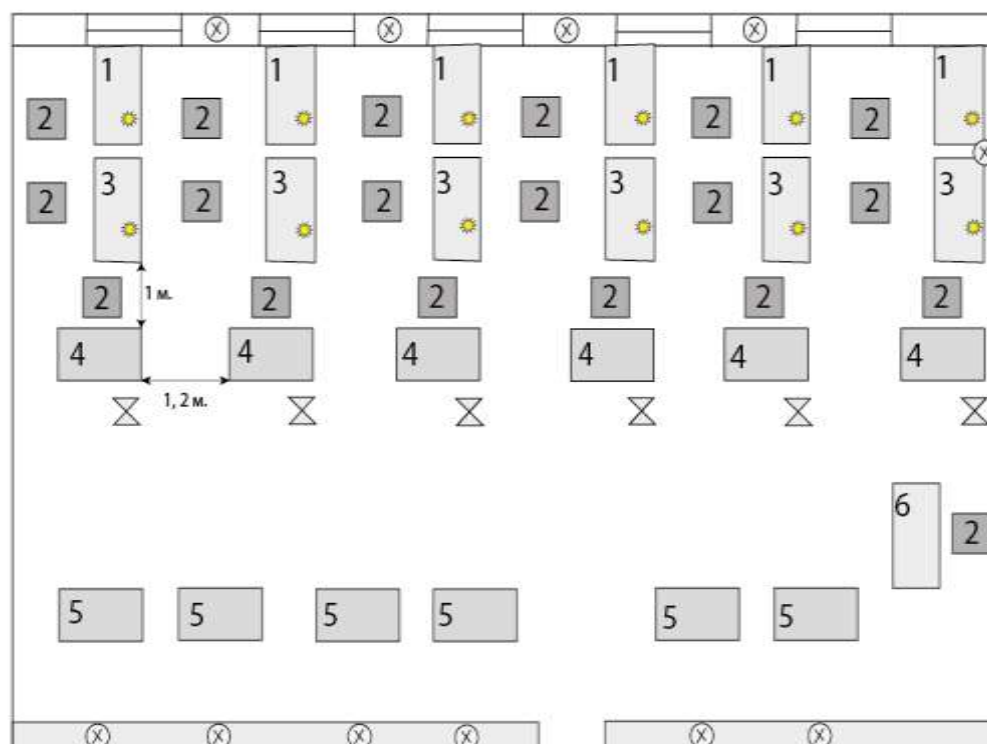 X X X X
1 1 1 1 1 1
2 2 2 2 2 2
X
3 3 3 3 3 3
2 2 2 2 2 2
2 2 2 2 2 2
1 м.
4 4 4 4 4 4
1, 2 м.
6
2
5 5 5 5 5 5
X X X X X X